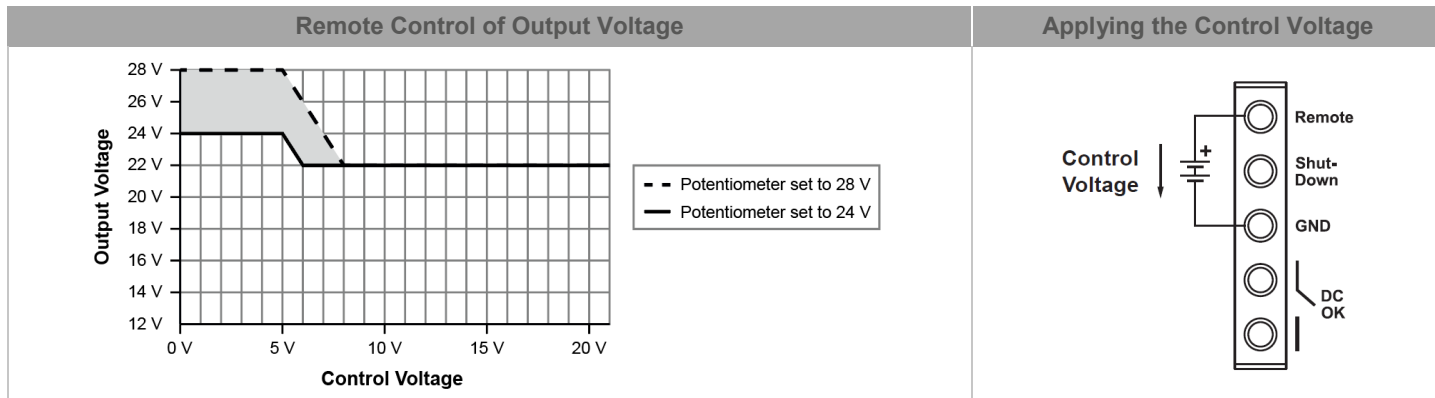 Remote Control of Output Voltage
Applying the Control Voltage
28 V
26 V
24 V
22 V
20 V
18 V
16 V
14 V
12 V
Output Voltage
0 V
5 V
10 V
15 V
20 V
Control Voltage
Potentiometer set to 28 V
Potentiometer set to 24 V
Control
Voltage
+
Remote
Shut-
Down
GND
DC
OK